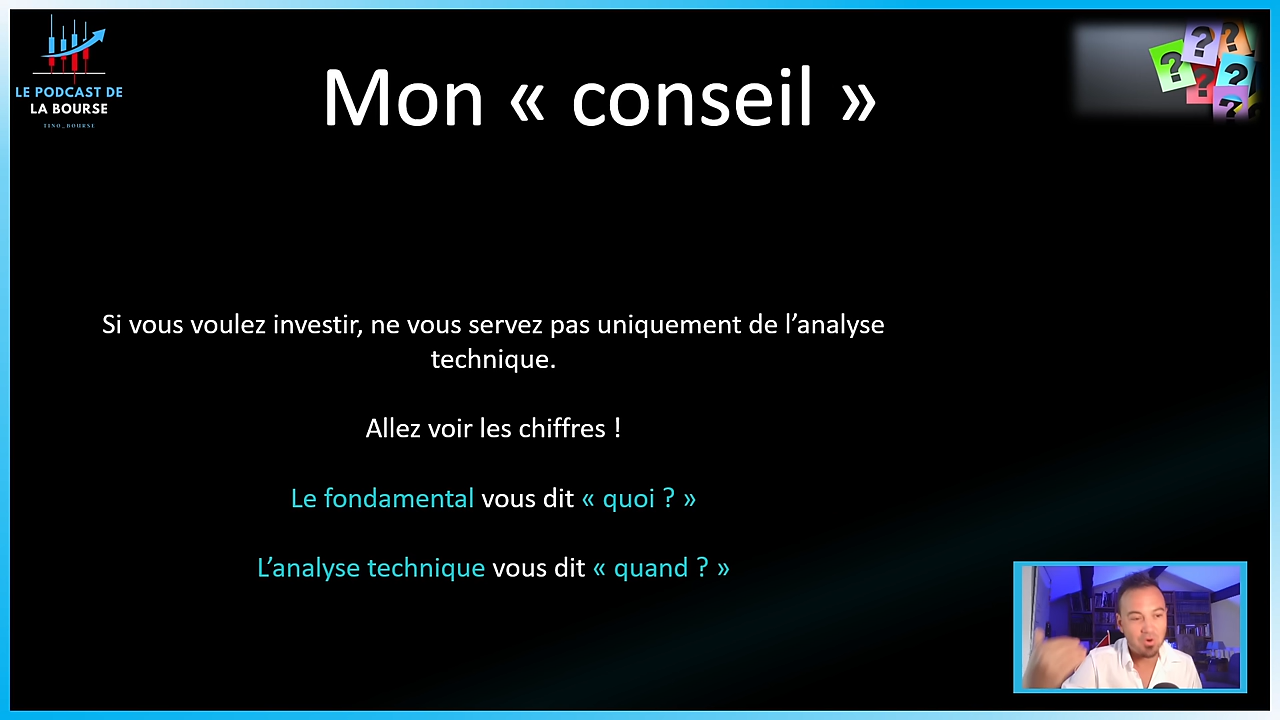 LE PODCAST DE
LA BOURSE
TINO_BOURSE
Mon « conseil »
? ? ? ? ? ?
Si vous voulez investir, ne vous servez pas uniquement de l’analyse
technique.
Allez voir les chiffres !
Le fondamental vous dit « quoi ? »
L’analyse technique vous dit « quand ? »